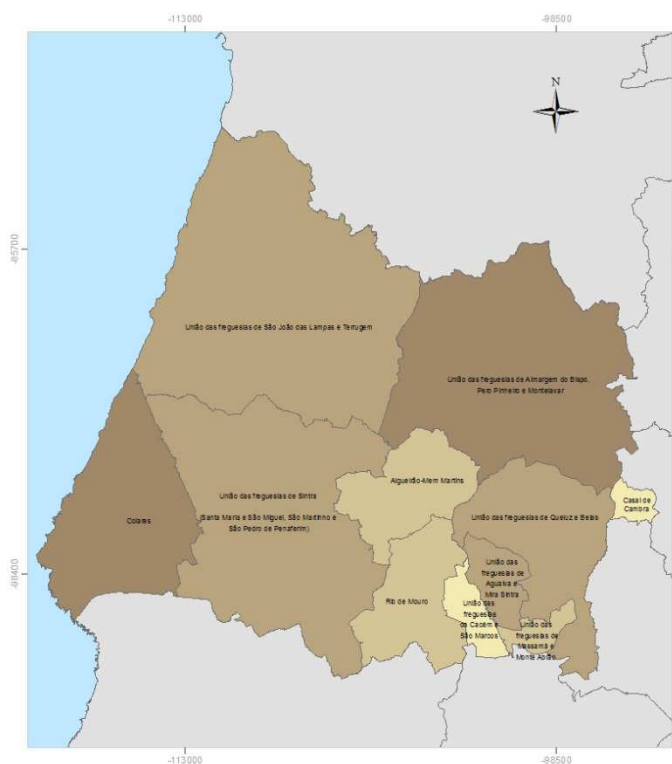 -113000
-98500
N
-85700
União das freguesias de São João das Lampas e Terrugem
União das freguesias de Almargem do Bispo,
Pero Pinheiro e Montelavar
Algueirão-Mem Martins
União das freguesias de Sintra
(Santa Maria e São Miguel, São Martinho e
São Pedro de Penaferrim)
Casal de
Cambra
União das freguesias de Queluz e Belas
Colares
União das
freguesias de
Agualva e
Mira Sintra
-98400
Rio de Mouro
União das
freguesias
do Cacém e
São Marcos
União das
freguesias de
Massamá e
Monte Abraão
-113000
-98500